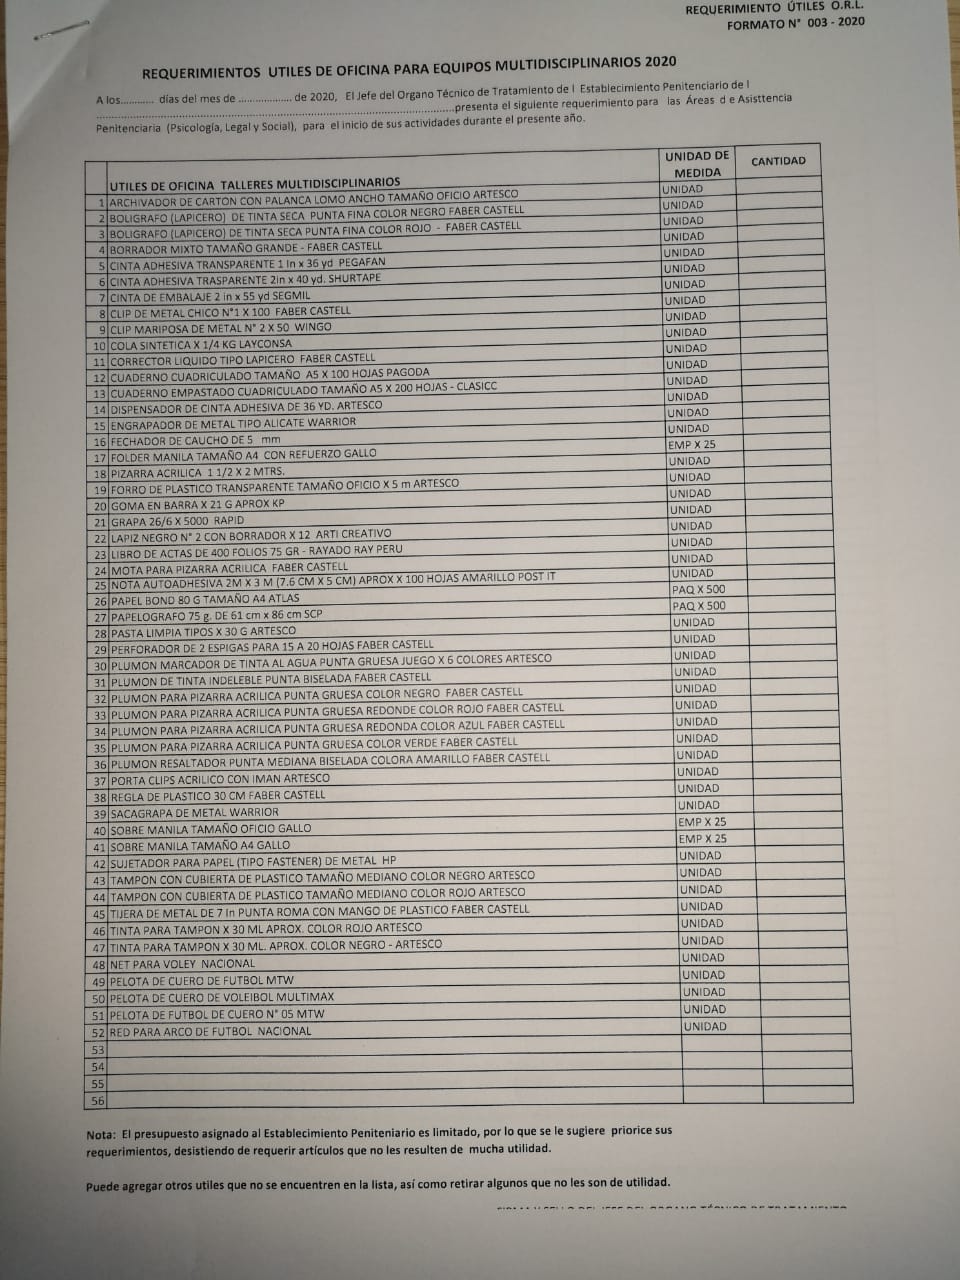 REQUERIMIENTO ÚTILES O.R.L.
FORMATO N° 003 - 2020
REQUERIMIENTOS UTILES DE OFICINA PARA EQUIPOS MULTIDISCIPLINARIOS 2020
A los............ días del mes de .................. de 2020, El Jefe del Organo Técnico de Tratamiento de l Establecimiento Penitenciario de l
........................................................................................................................presenta el siguiente requerimiento para las Áreas d e Asisttencia
Penitenciaria (Psicología, Legal y Social), para el inicio de sus actividades durante el presente año.
UTILES DE OFICINA TALLERES MULTIDISCIPLINARIOS UNIDAD DE MEDIDA CANTIDAD
1 ARCHIVADOR DE CARTON CON PALANCA LOMO ANCHO TAMAÑO OFICIO ARTESCO UNIDAD
2 BOLIGRAFO (LAPICERO) DE TINTA SECA PUNTA FINA COLOR NEGRO FABER CASTELL UNIDAD
3 BOLIGRAFO (LAPICERO) DE TINTA SECA PUNTA FINA COLOR ROJO - FABER CASTELL UNIDAD
4 BORRADOR MIXTO TAMAÑO GRANDE - FABER CASTELL UNIDAD
5 CINTA ADHESIVA TRANSPARENTE 1 In x 36 yd PEGAFAN UNIDAD
6 CINTA ADHESIVA TRASPARENTE 2in x 40 yd. SHURTAPE UNIDAD
7 CINTA DE EMBALAJE 2 in x 55 yd SEGMIL UNIDAD
8 CLIP DE METAL CHICO N°1 X 100 FABER CASTELL UNIDAD
9 CLIP MARIPOSA DE METAL N° 2 X 50 WINGO UNIDAD
10 COLA SINTETICA X 1/4 KG LAYCONSA UNIDAD
11 CORRECTOR LIQUIDO TIPO LAPICERO FABER CASTELL UNIDAD
12 CUADERNO CUADRICULADO TAMAÑO A5 X 100 HOJAS PAGODA UNIDAD
13 CUADERNO EMPASTADO CUADRICULADO TAMAÑO A5 X 200 HOJAS - CLASICC UNIDAD
14 DISPENSADOR DE CINTA ADHESIVA DE 36 YD. ARTESCO UNIDAD
15 ENGRAPADOR DE METAL TIPO ALICATE WARRIOR UNIDAD
16 FECHADOR DE CAUCHO DE 5 mm UNIDAD
17 FOLDER MANILA TAMAÑO A4 CON REFUERZO GALLO EMP X 25
18 PIZARRA ACRILICA 1 1/2 X 2 MTRS. UNIDAD
19 FORRO DE PLASTICO TRANSPARENTE TAMAÑO OFICIO X 5 m ARTESCO UNIDAD
20 GOMA EN BARRA X 21 G APROX KP UNIDAD
21 GRAPA 26/6 X 5000 RAPID UNIDAD
22 LAPIZ NEGRO N° 2 CON BORRADOR X 12 ARTI CREATIVO UNIDAD
23 LIBRO DE ACTAS DE 400 FOLIOS 75 GR - RAYADO RAY PERU UNIDAD
24 MOTA PARA PIZARRA ACRILICA FABER CASTELL UNIDAD
25 NOTA AUTOADHESIVA 2M X 3 M (7.6 CM X 5 CM) APROX X 100 HOJAS AMARILLO POST IT UNIDAD
26 PAPEL BOND 80 G TAMAÑO A4 ATLAS PAQ X 500
27 PAPELOGRAFO 75 g. DE 61 cm x 86 cm SCP PAQ X 500
28 PASTA LIMPIA TIPOS X 30 G ARTESCO UNIDAD
29 PERFORADOR DE 2 ESPIGAS PARA 15 A 20 HOJAS FABER CASTELL UNIDAD
30 PLUMON MARCADOR DE TINTA AL AGUA PUNTA GRUESA JUEGO X 6 COLORES ARTESCO UNIDAD
31 PLUMON DE TINTA INDELEBLE PUNTA BISELADA FABER CASTELL UNIDAD
32 PLUMON PARA PIZARRA ACRILICA PUNTA GRUESA COLOR NEGRO FABER CASTELL UNIDAD
33 PLUMON PARA PIZARRA ACRILICA PUNTA GRUESA REDONDE COLOR ROJO FABER CASTELL UNIDAD
34 PLUMON PARA PIZARRA ACRILICA PUNTA GRUESA REDONDA COLOR AZUL FABER CASTELL UNIDAD
35 PLUMON PARA PIZARRA ACRILICA PUNTA GRUESA COLOR VERDE FABER CASTELL UNIDAD
36 PLUMON RESALTADOR PUNTA MEDIANA BISELADA COLORA AMARILLO FABER CASTELL UNIDAD
37 PORTA CLIPS ACRILICO CON IMAN ARTESCO UNIDAD
38 REGLA DE PLASTICO 30 CM FABER CASTELL UNIDAD
39 SACAGRAPA DE METAL WARRIOR UNIDAD
40 SOBRE MANILA TAMAÑO OFICIO GALLO EMP X 25
41 SOBRE MANILA TAMAÑO A4 GALLO EMP X 25
42 SUJETADOR PARA PAPEL (TIPO FASTENER) DE METAL HP UNIDAD
43 TAMPON CON CUBIERTA DE PLASTICO TAMAÑO MEDIANO COLOR NEGRO ARTESCO UNIDAD
44 TAMPON CON CUBIERTA DE PLASTICO TAMAÑO MEDIANO COLOR ROJO ARTESCO UNIDAD
45 TIJERA DE METAL DE 7 In PUNTA ROMA CON MANGO DE PLASTICO FABER CASTELL UNIDAD
46 TINTA PARA TAMPON X 30 ML APROX. COLOR ROJO ARTESCO UNIDAD
47 TINTA PARA TAMPON X 30 ML. APROX. COLOR NEGRO - ARTESCO UNIDAD
48 NET PARA VOLEY NACIONAL UNIDAD
49 PELOTA DE CUERO DE FUTBOL MTW UNIDAD
50 PELOTA DE CUERO DE VOLEIBOL MULTIMAX UNIDAD
51 PELOTA DE FUTBOL DE CUERO N° 05 MTW UNIDAD
52 RED PARA ARCO DE FUTBOL NACIONAL UNIDAD
53
54
55
56
Nota: El presupuesto asignado al Establecimiento Peniteniario es limitado, por lo que se le sugiere priorice sus
requerimientos, desistiendo de requerir artículos que no les resulten de mucha utilidad.
Puede agregar otros utiles que no se encuentren en la lista, así como retirar algunos que no les son de utilidad.